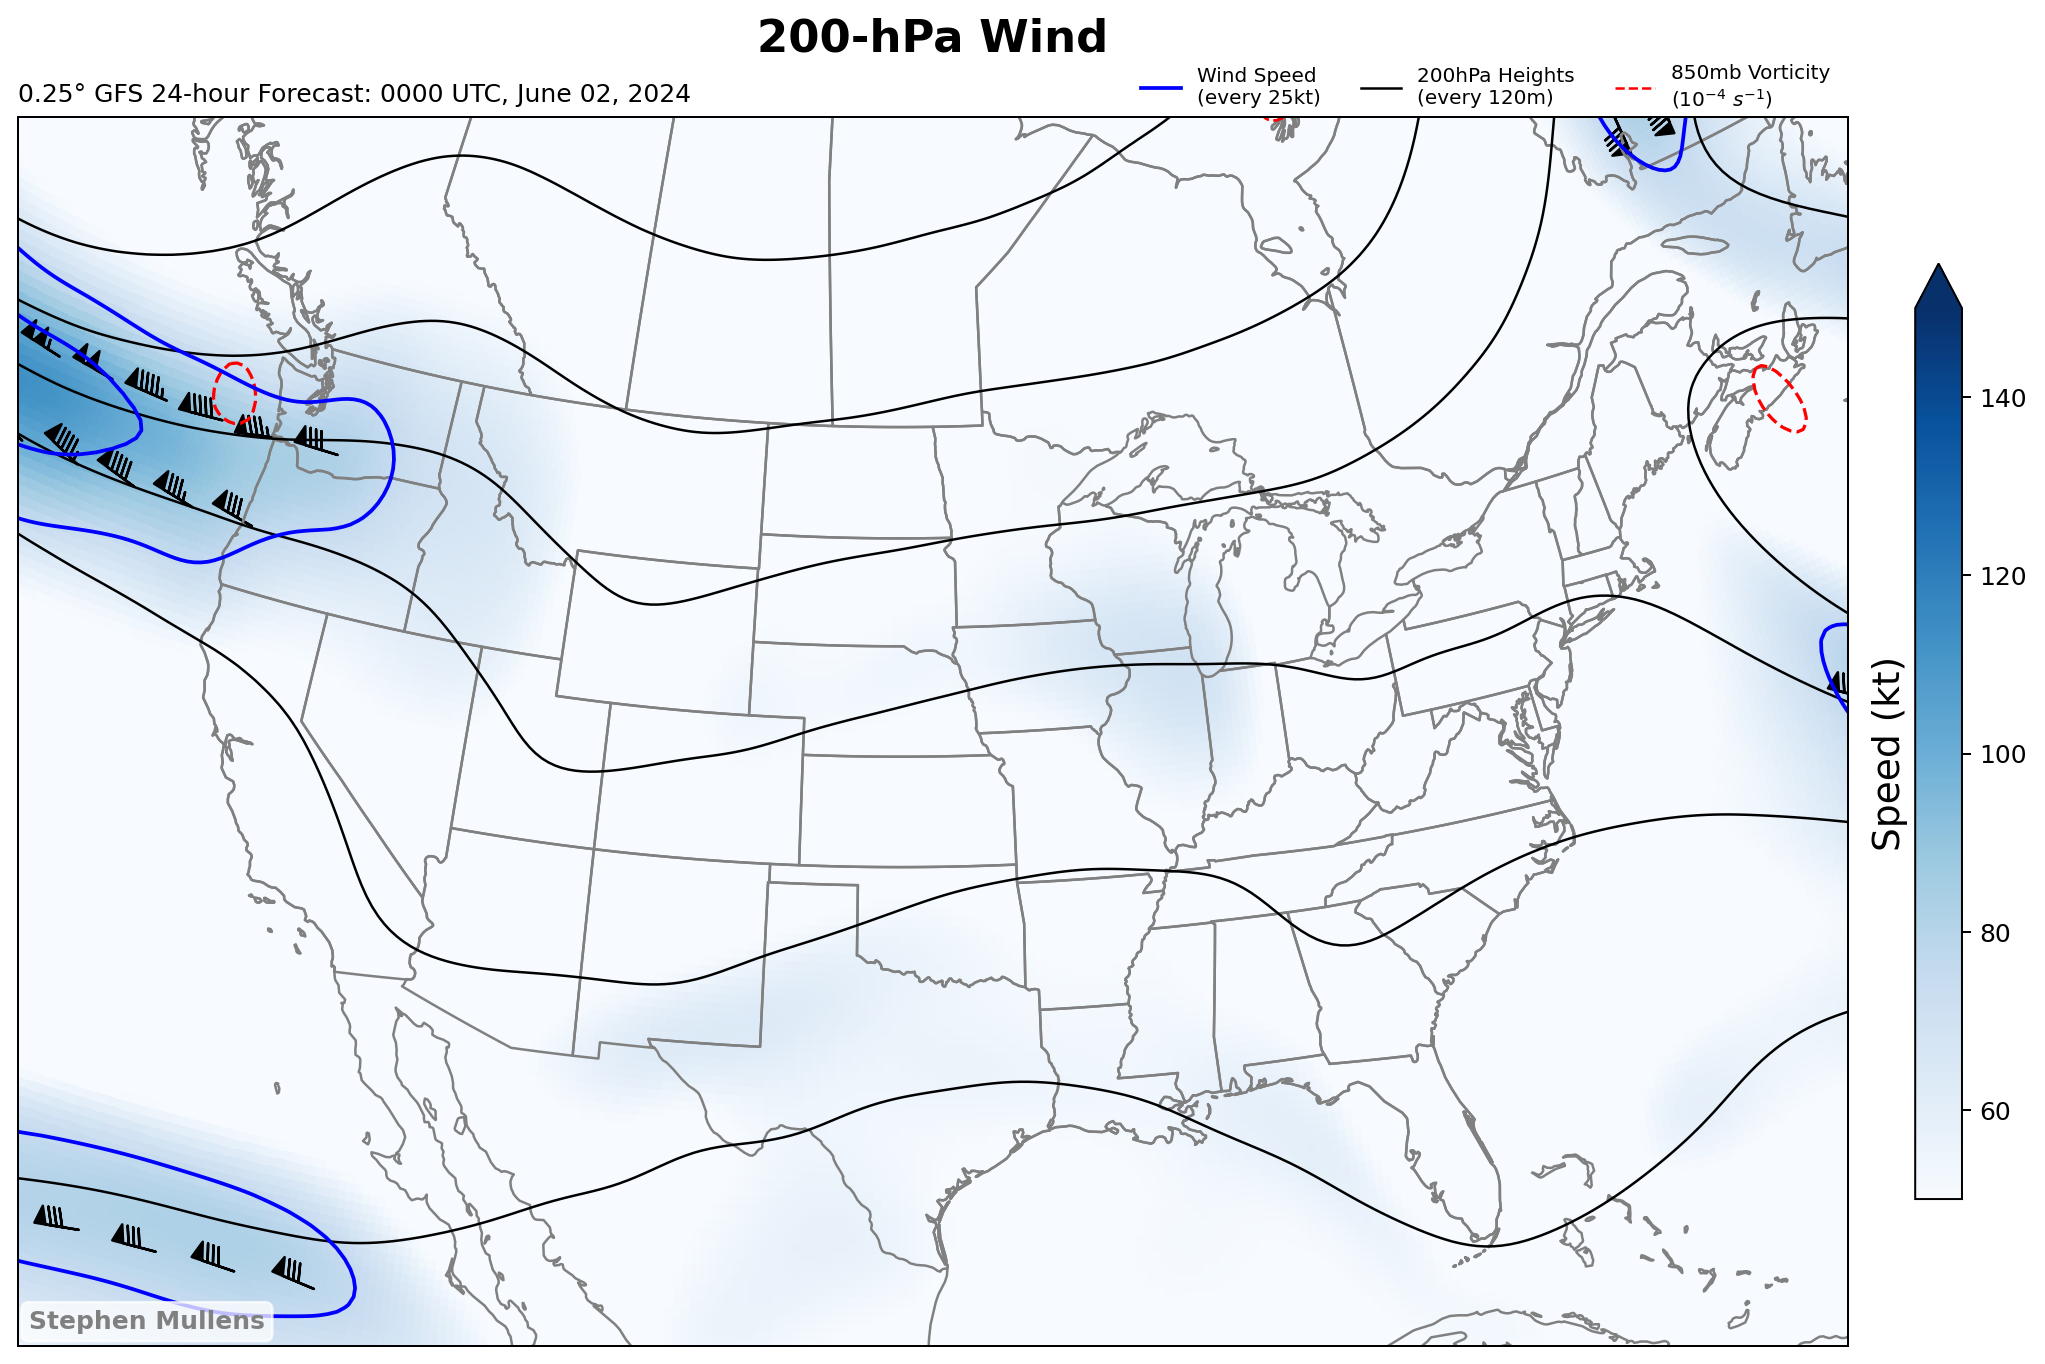 200-hPa Wind
0.25° GFS 24-hour Forecast: 0000 UTC, June 02, 2024
Wind Speed
(every 25kt)
200hPa Heights
(every 120m)
850mb Vorticity
(10⁻⁴ s⁻¹)
140
120
100
80
60
Speed (kt)
Stephen Mullens